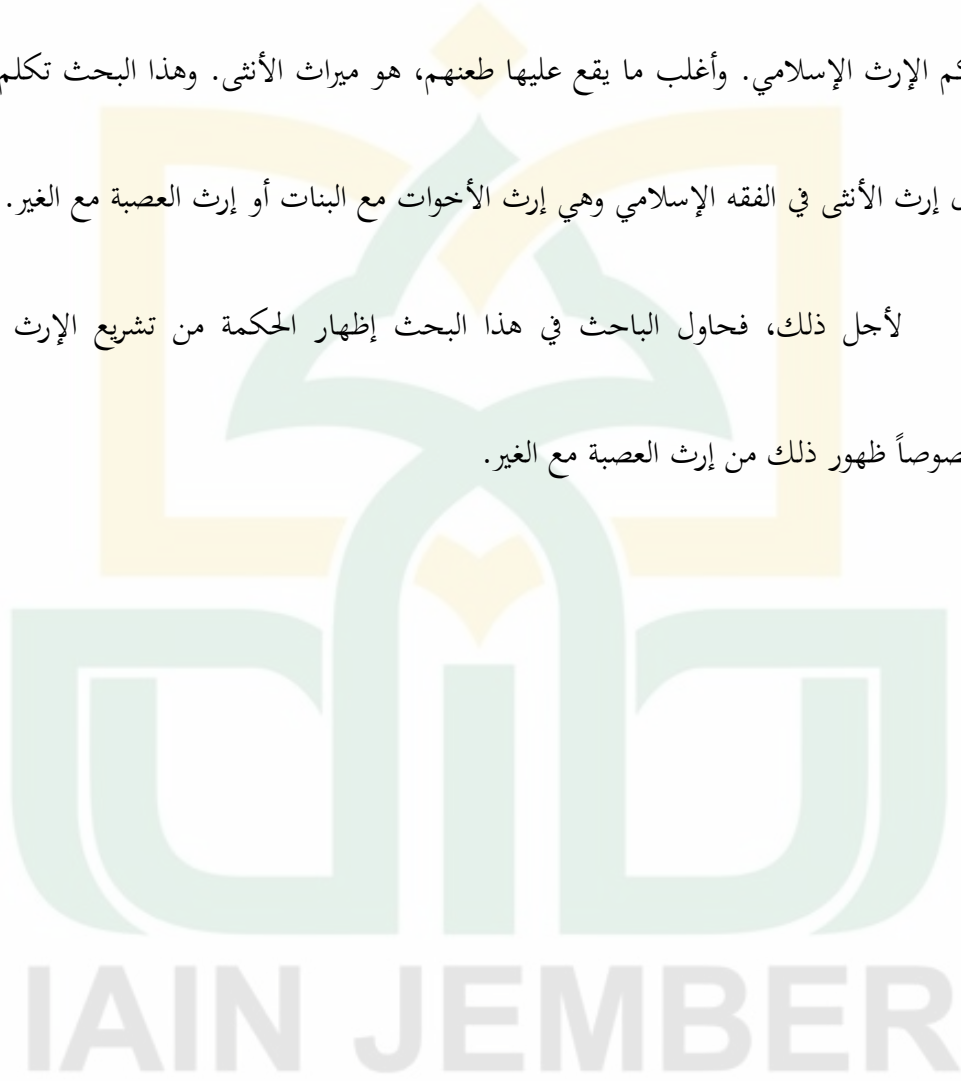 الإرث الإسلامي. وأغلب ما يقع عليها طعنهم، هو ميراث الأنثى. وهذا البحث تكلم
إرث الأنثى في الفقه الإسلامي وهي إرث الأخوات مع البنات أو إرث العصبة مع الغير.
لأجل ذلك، فحاول الباحث في هذا البحث إظهار الحكمة من تشريع الإرث
ظهور ذلك من إرث العصبة مع الغير.
IAIN JEMBER